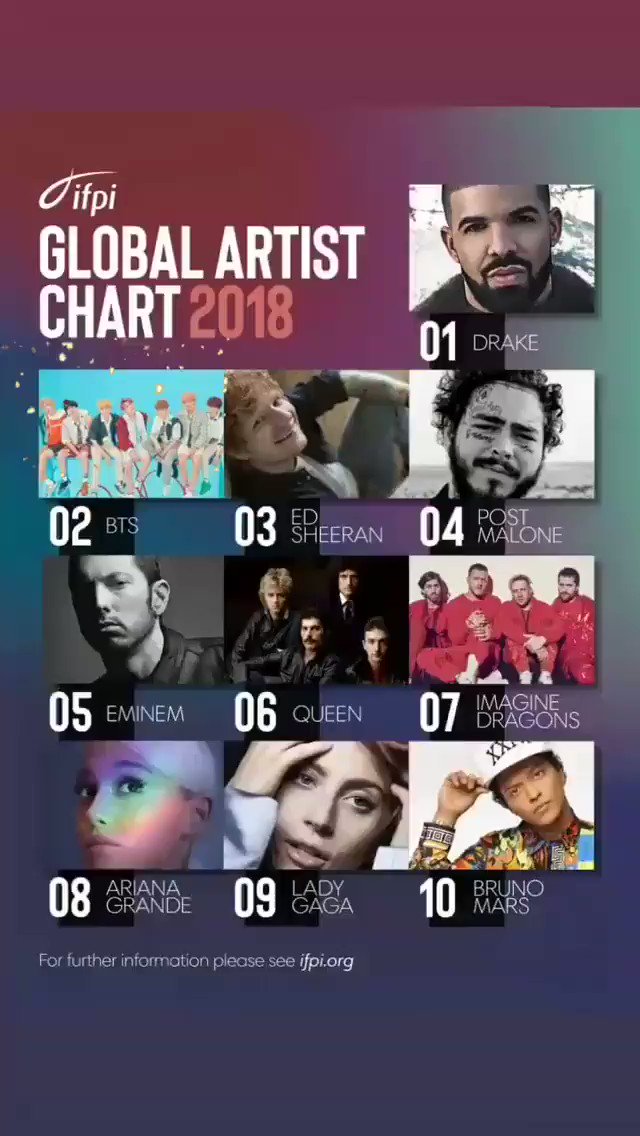 ifpi
GLOBAL ARTIST
CHART 2018
01 DRAKE
02 BTS
03 ED
SHEERAN
04 POST
MALONE
05 EMINEM
06 QUEEN
07 IMAGINE
DRAGONS
08 ARIANA
GRANDE
09 LADY
GAGA
10 BRUNO
MARS
For further information please see ifpi.org